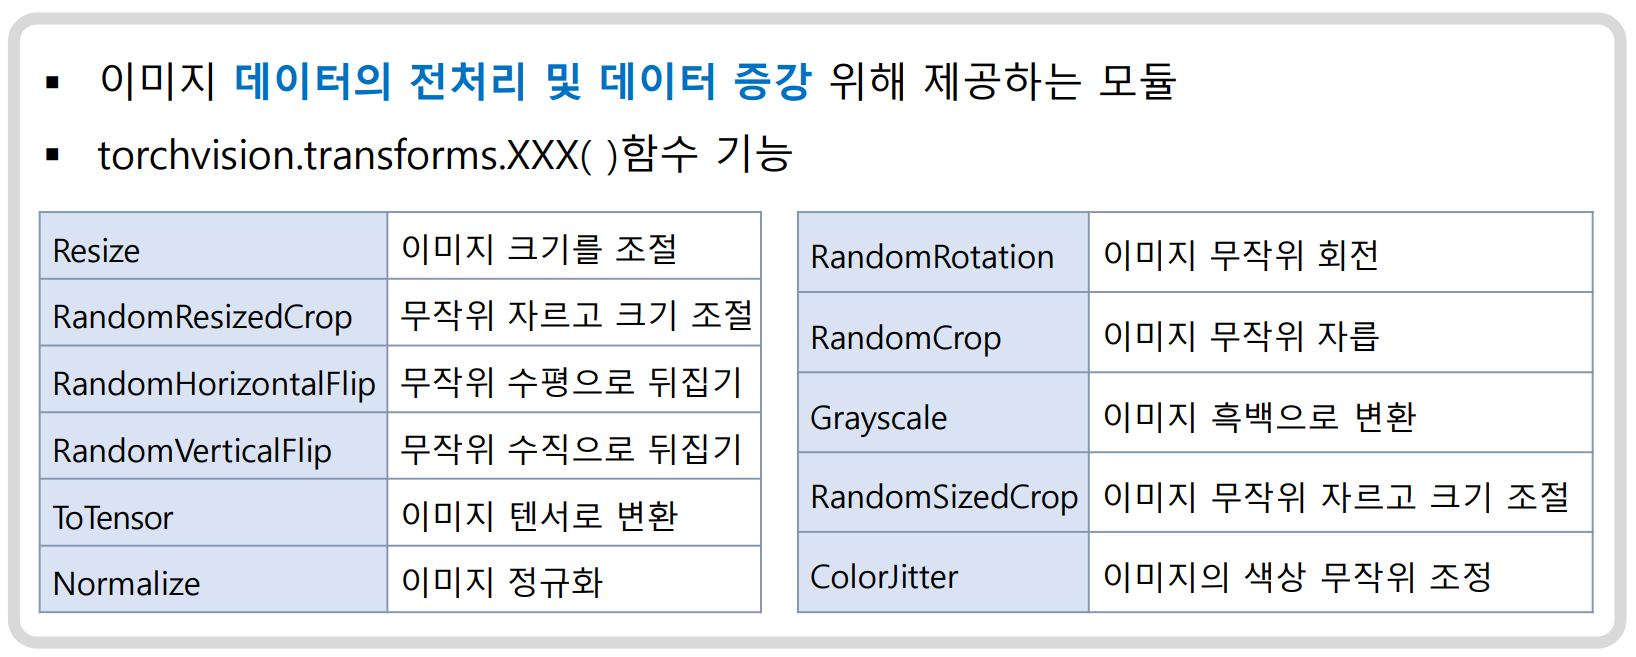 ▪ 이미지 데이터의 전처리 및 데이터 증강 위해 제공하는 모듈
▪ torchvision.transforms.XXX( )함수 기능
Resize 이미지 크기를 조절
RandomResizedCrop 무작위 자르고 크기 조절
RandomHorizontalFlip 무작위 수평으로 뒤집기
RandomVerticalFlip 무작위 수직으로 뒤집기
ToTensor 이미지 텐서로 변환
Normalize 이미지 정규화
RandomRotation 이미지 무작위 회전
RandomCrop 이미지 무작위 자릅
Grayscale 이미지 흑백으로 변환
RandomSizedCrop 이미지 무작위 자르고 크기 조절
ColorJitter 이미지의 색상 무작위 조정